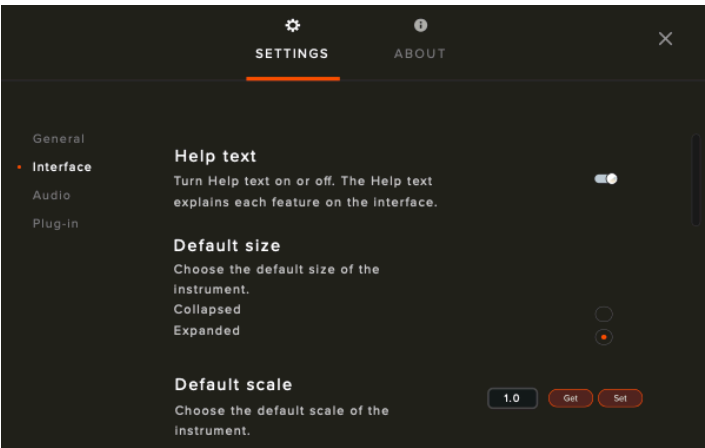 SETTINGS
ABOUT
General
Interface
Audio
Plug-in
Help text
Turn Help text on or off. The Help text
explains each feature on the interface.
Default size
Choose the default size of the
instrument.
Collapsed
Expanded
Default scale
1.0
Get
Set
Choose the default scale of the
instrument.